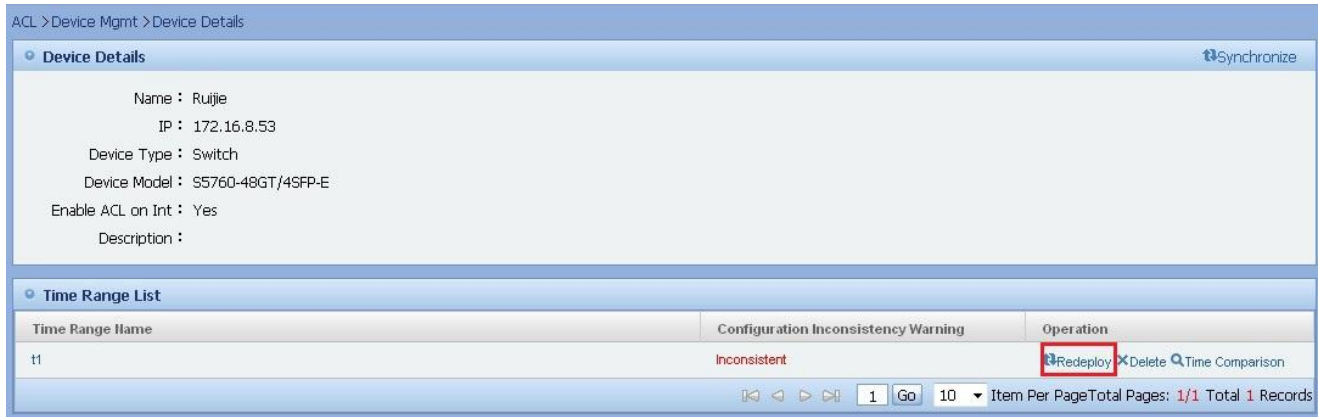 ACL >Device Mgmt >Device Details
Device Details
Synchronize
Name : Ruijie
IP : 172.16.8.53
Device Type : Switch
Device Model : S5760-48GT/4SFP-E
Enable ACL on Int : Yes
Description :
Time Range List
Time Range Name Configuration Inconsistency Warning Operation
t1 Inconsistent Redeploy Delete Time Comparison
1 Go 10 Item Per PageTotal Pages: 1/1 Total 1 Records